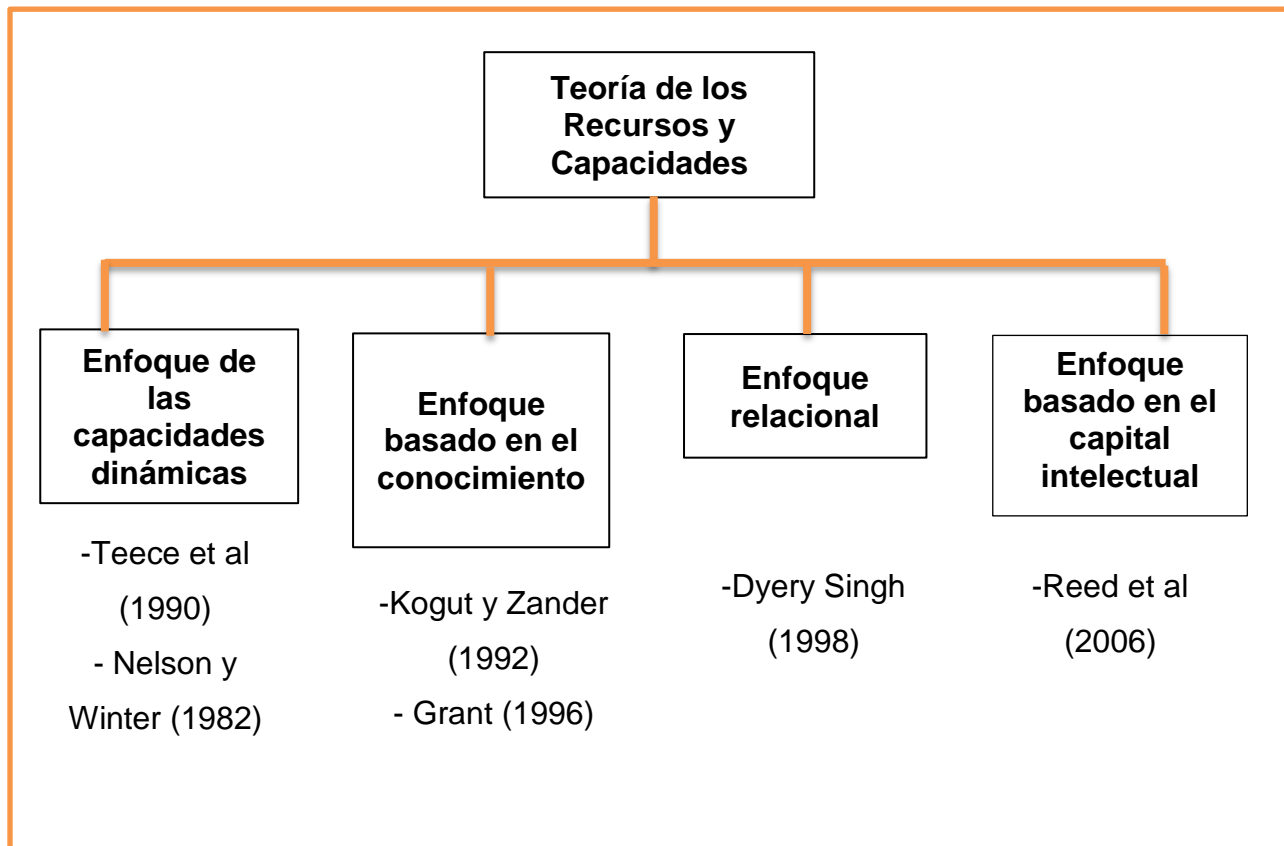 Teoría de los
Recursos y
Capacidades
Enfoque de
las
capacidades
dinámicas
-Teece et al
(1990)
- Nelson y
Winter (1982)
Enfoque
basado en el
conocimiento
-Kogut y Zander
(1992)
- Grant (1996)
Enfoque
relacional
-Dyery Singh
(1998)
Enfoque
basado en el
capital
intelectual
-Reed et al
(2006)